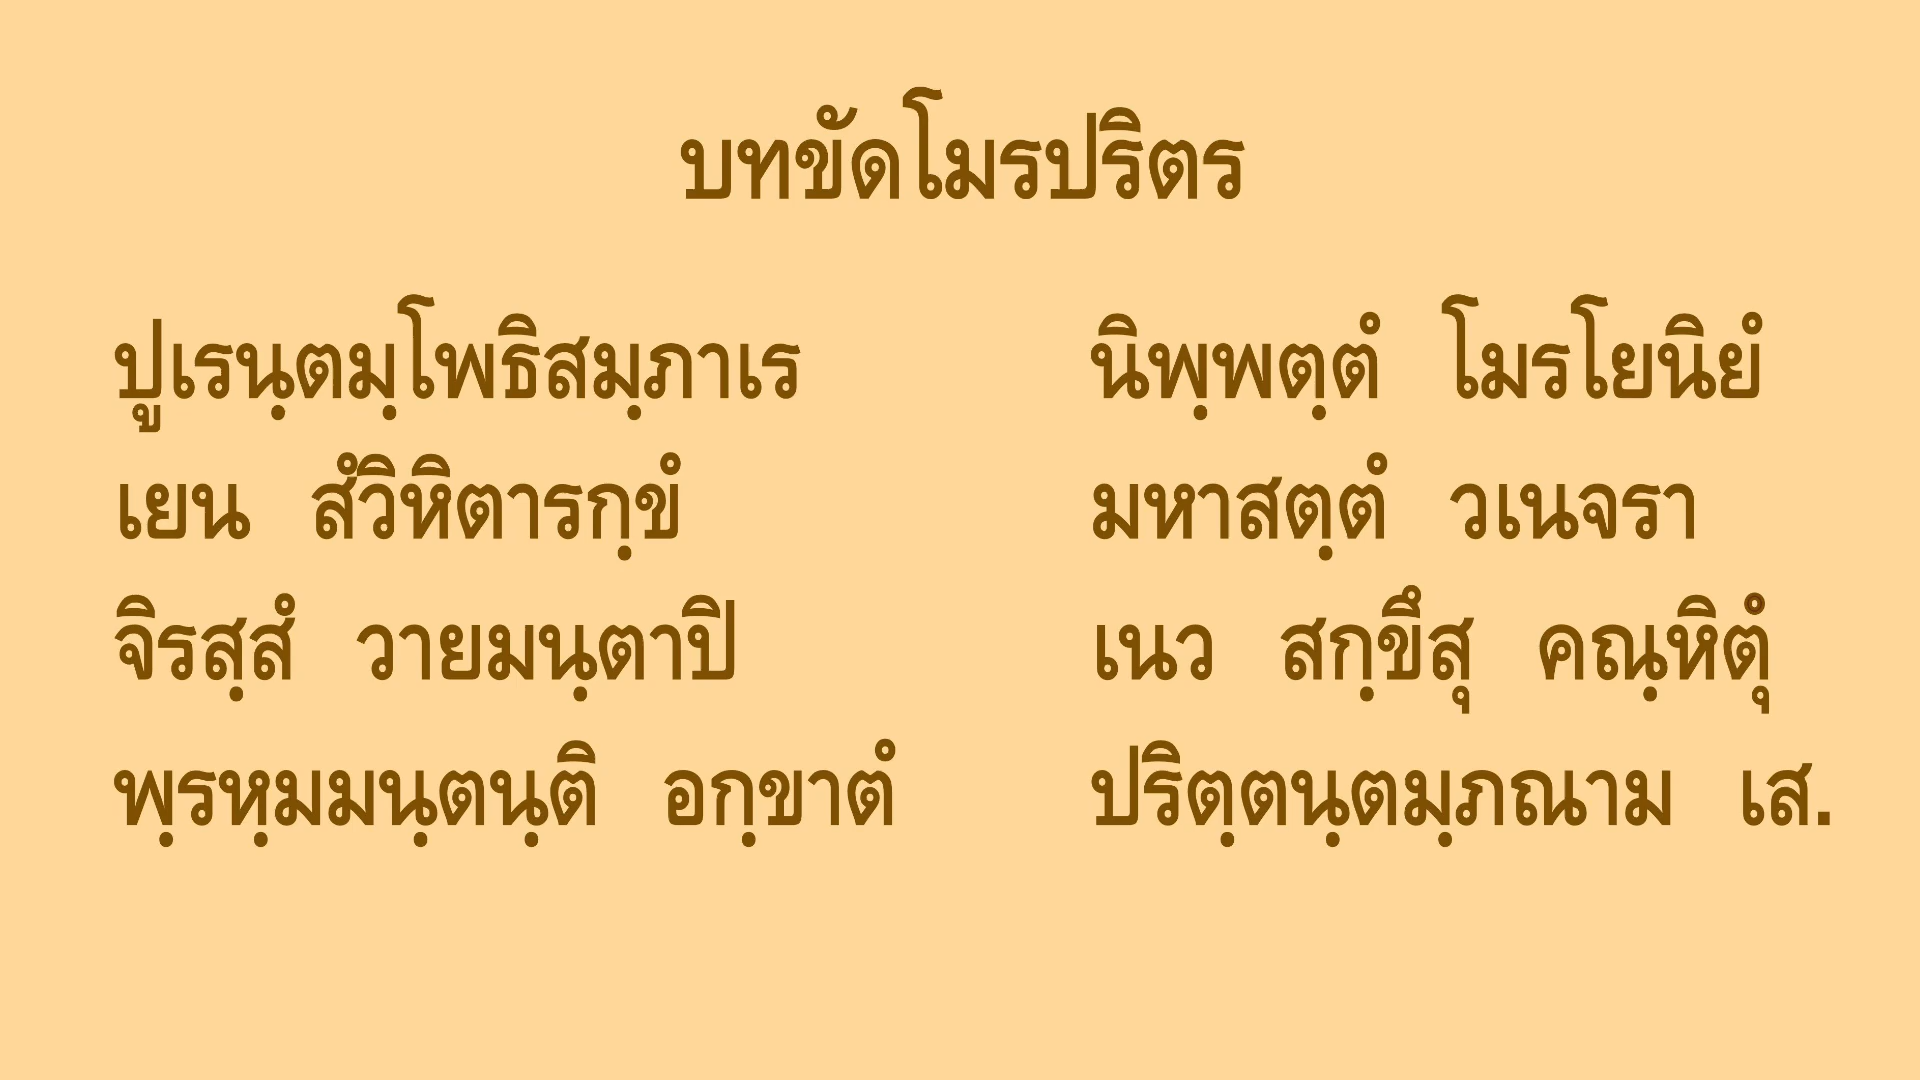 บทขัดโมรปริตร
ปูเรนฺตมฺโพธิสมฺภาเร นิพฺพตฺตํ โมรโยนิยํ
เยน สํวิหิตารกฺขํ มหาสตฺตํ วเนจรา
จิรสฺสํ วายมนฺตาปิ เนว สกฺขึสุ คณฺหิตุํ
พฺรหฺมมนฺตนฺติ อกฺขาตํ ปริตฺตนฺตมฺภณาม เส.